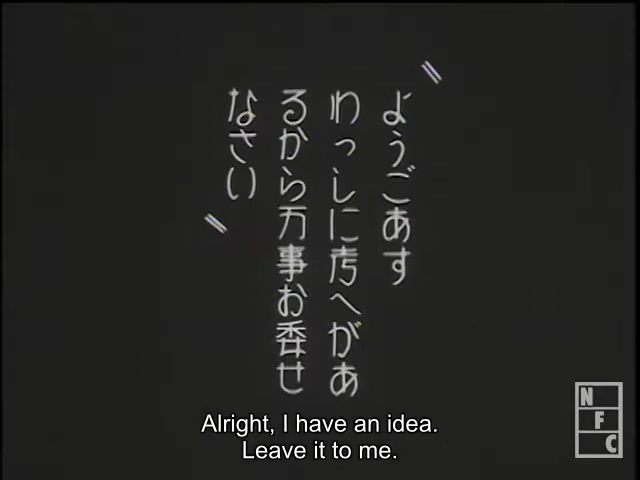 〝ようごあす
わっしに考へがあ
るから万事お委せ
なさい〟
Alright, I have an idea.
Leave it to me.
NFC